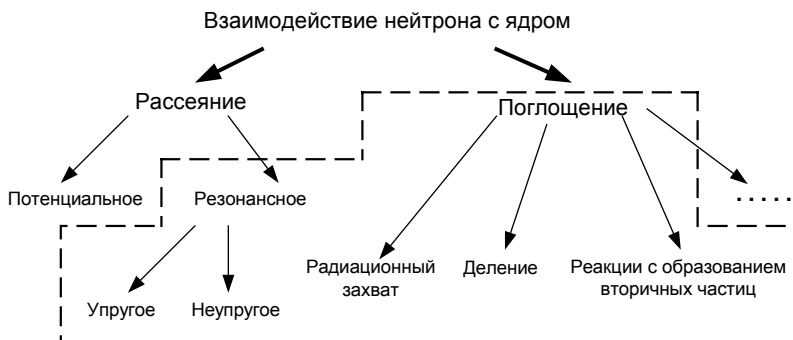 Взаимодействие нейтрона с ядром
Рассеяние
Поглощение
Потенциальное
Резонансное
.....
Радиационный
захват
Деление
Реакции с образованием
вторичных частиц
Упругое
Неупругое